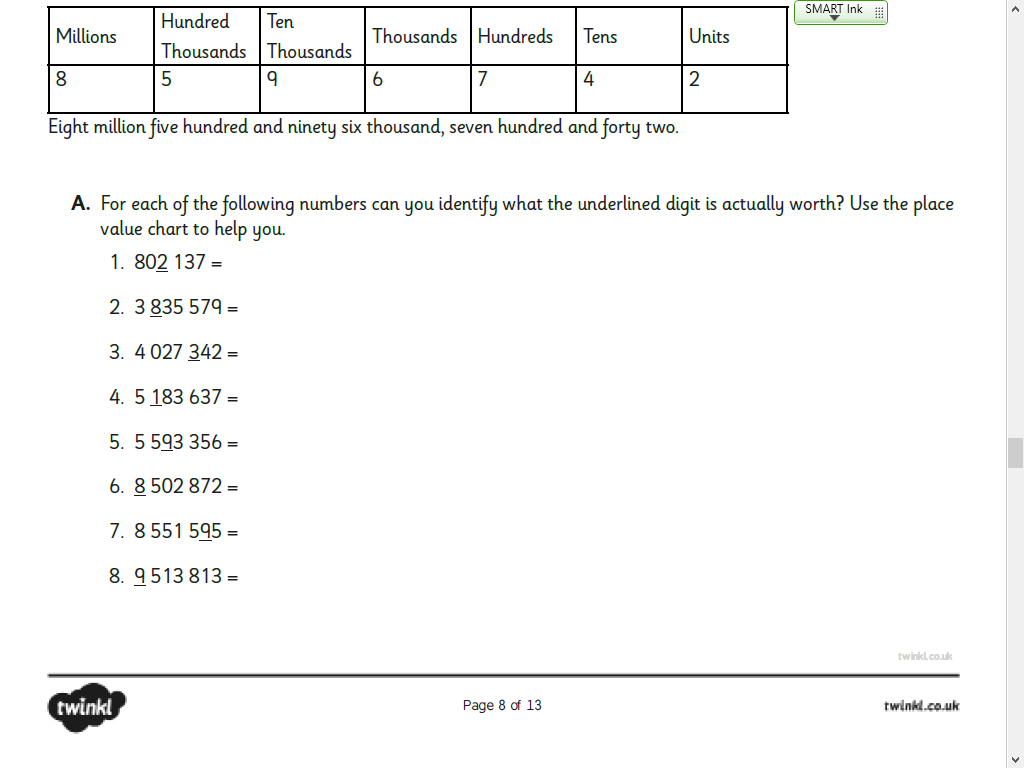 SMART Ink
Millions Hundred Thousands Ten Thousands Thousands Hundreds Tens Units
8 5 9 6 7 4 2
Eight million five hundred and ninety six thousand, seven hundred and forty two.
A. For each of the following numbers can you identify what the underlined digit is actually worth? Use the place
value chart to help you.
1. 802 137 =
2. 3 835 579 =
3. 4 027 342 =
4. 5 183 637 =
5. 5 593 356 =
6. 8 502 872 =
7. 8 551 595 =
8. 9 513 813 =
twinkl.co.uk
twinkl Page 8 of 13 twinkl.co.uk